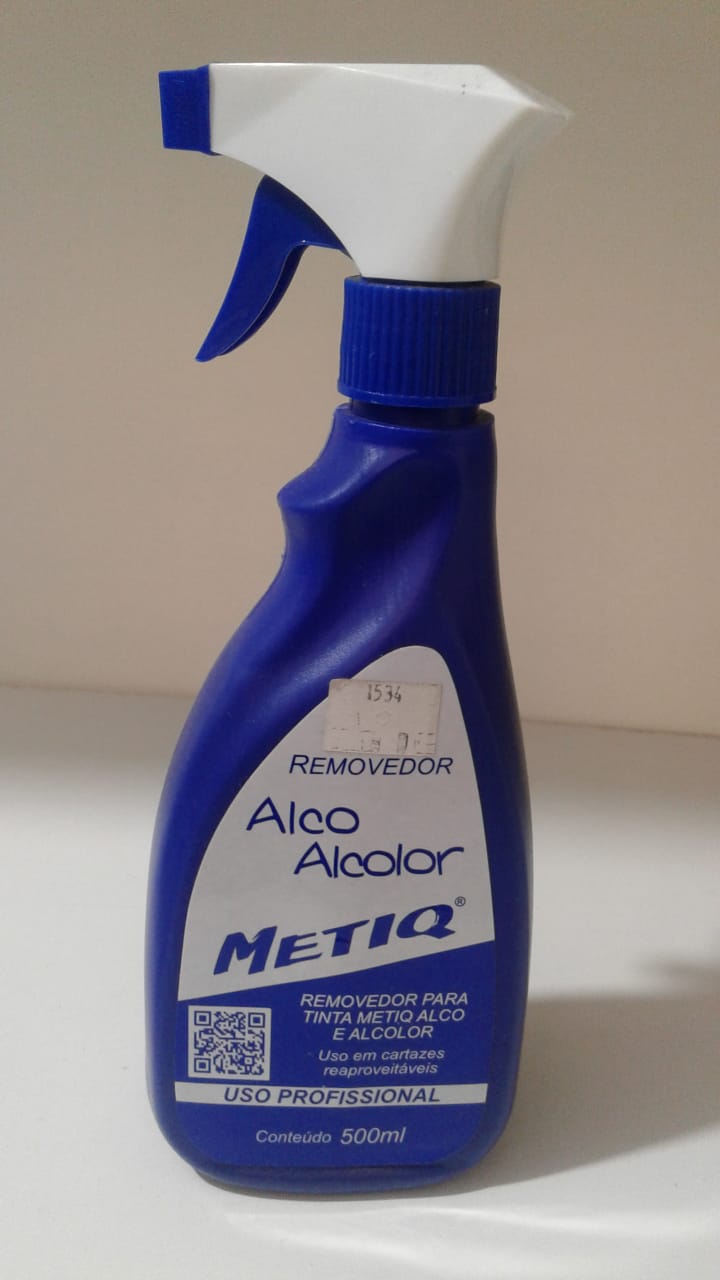 1534
REMOVEDOR
Alco
Alcolor
METIQ®
REMOVEDOR PARA
TINTA METIQ ALCO
E ALCOLOR
Uso em cartazes
reaproveitáveis
USO PROFISSIONAL
Conteúdo 500ml